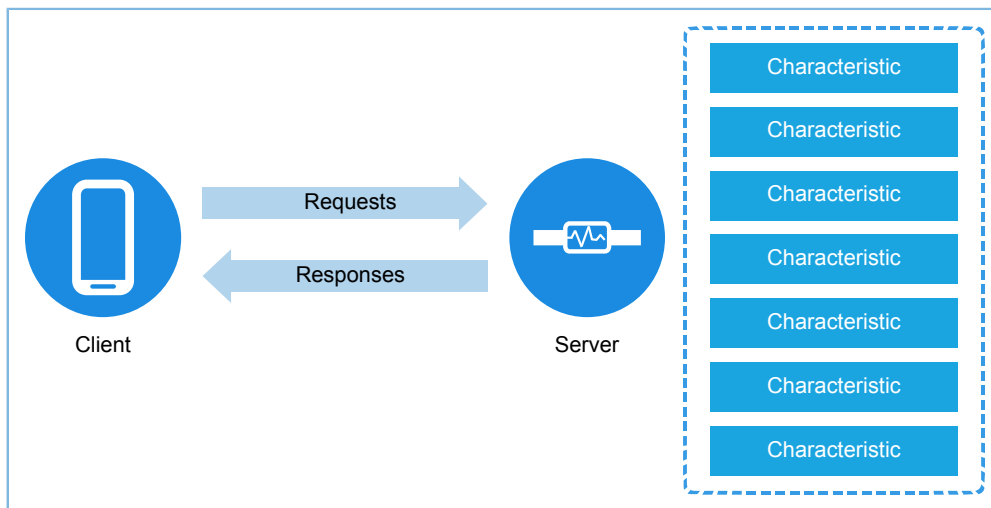 Requests
Responses
Client
Server
Characteristic
Characteristic
Characteristic
Characteristic
Characteristic
Characteristic
Characteristic